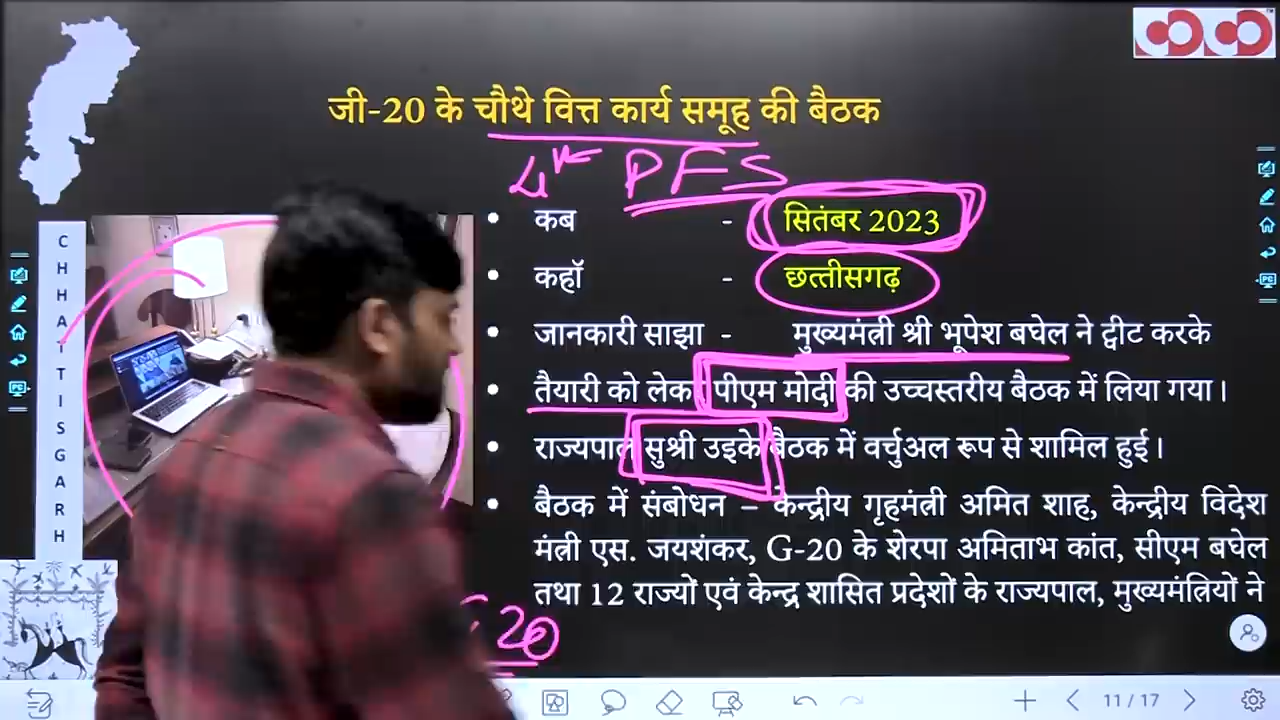 जी-20 के चौथे वित्त कार्य समूह की बैठक
4th PFS
• कब - सितंबर 2023
• कहॉ - छत्तीसगढ़
• जानकारी साझा - मुख्यमंत्री श्री भूपेश बघेल ने ट्वीट करके
• तैयारी को लेक पीएम मोदी की उच्चस्तरीय बैठक में लिया गया।
• राज्यपाल सुश्री उइके बैठक में वर्चुअल रूप से शामिल हुई।
• बैठक में संबोधन – केन्द्रीय गृहमंत्री अमित शाह, केन्द्रीय विदेश
मंत्री एस. जयशंकर, G-20 के शेरपा अमिताभ कांत, सीएम बघेल
तथा 12 राज्यों एवं केन्द्र शासित प्रदेशों के राज्यपाल, मुख्यमंत्रियों ने
20
CHHATTISGARH
11 / 17